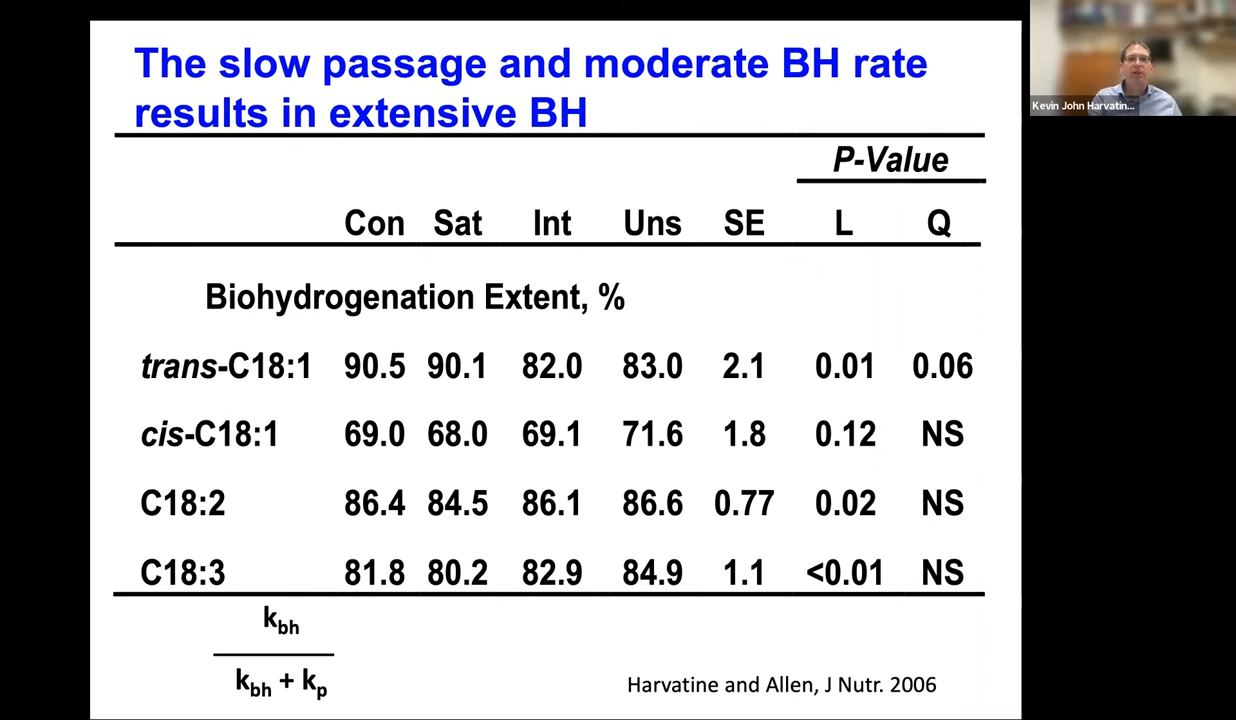 The slow passage and moderate BH rate
results in extensive BH
P-Value
Con Sat Int Uns SE L Q
Biohydrogenation Extent, %
trans-C18:1 90.5 90.1 82.0 83.0 2.1 0.01 0.06
cis-C18:1 69.0 68.0 69.1 71.6 1.8 0.12 NS
C18:2 86.4 84.5 86.1 86.6 0.77 0.02 NS
C18:3 81.8 80.2 82.9 84.9 1.1 <0.01 NS
kbh
kbh + kp
Harvatine and Allen, J Nutr. 2006
Kevin John Harvatin...